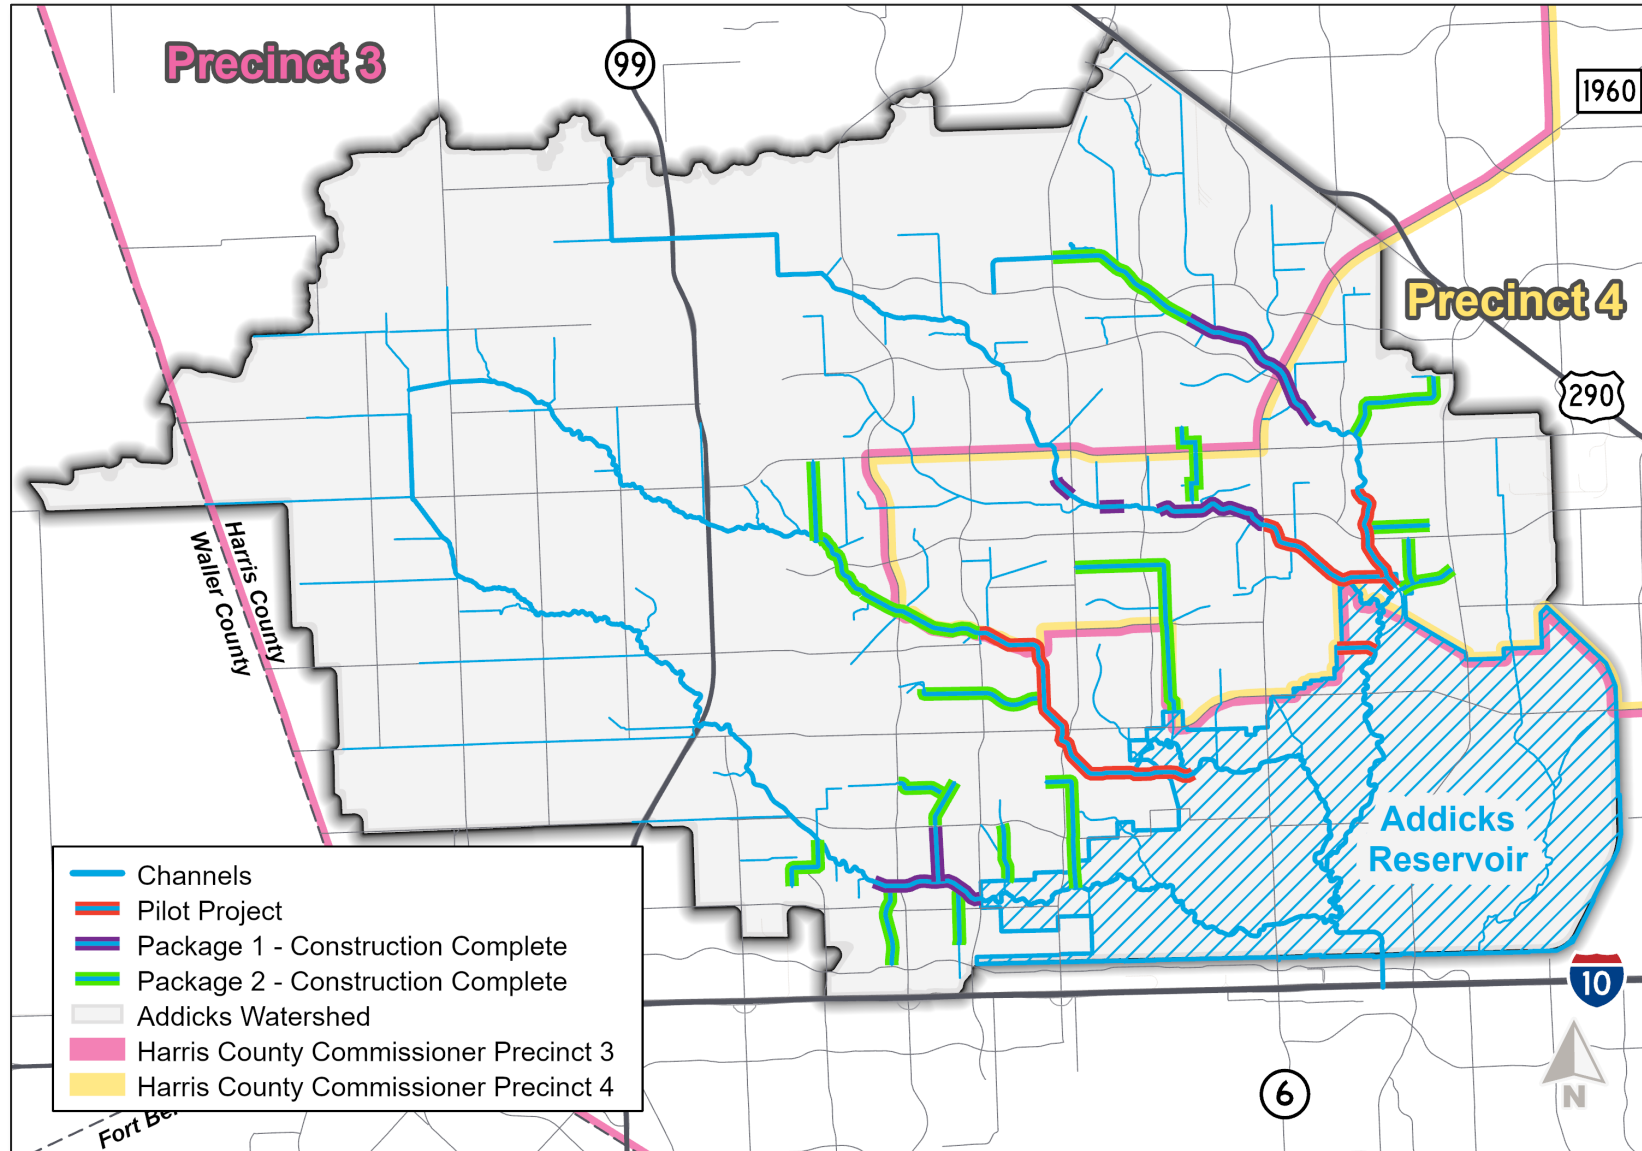 Precinct 3
99
1960
Precinct 4
290
Harris County
Waller County
Addicks
Reservoir
Channels
Pilot Project
Package 1 - Construction Complete
Package 2 - Construction Complete
Addicks Watershed
Harris County Commissioner Precinct 3
Harris County Commissioner Precinct 4
10
6
N
Fort Be